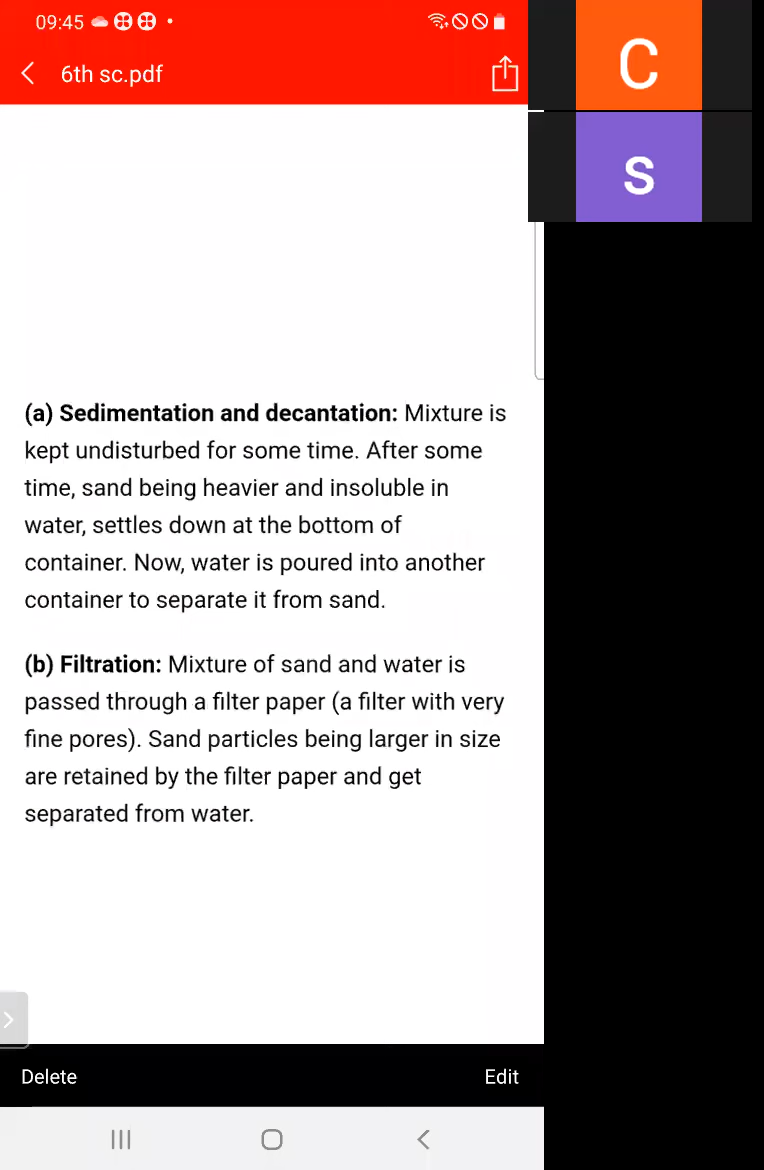 09:45
6th sc.pdf
C
S
(a) Sedimentation and decantation: Mixture is
kept undisturbed for some time. After some
time, sand being heavier and insoluble in
water, settles down at the bottom of
container. Now, water is poured into another
container to separate it from sand.
(b) Filtration: Mixture of sand and water is
passed through a filter paper (a filter with very
fine pores). Sand particles being larger in size
are retained by the filter paper and get
separated from water.
Delete Edit